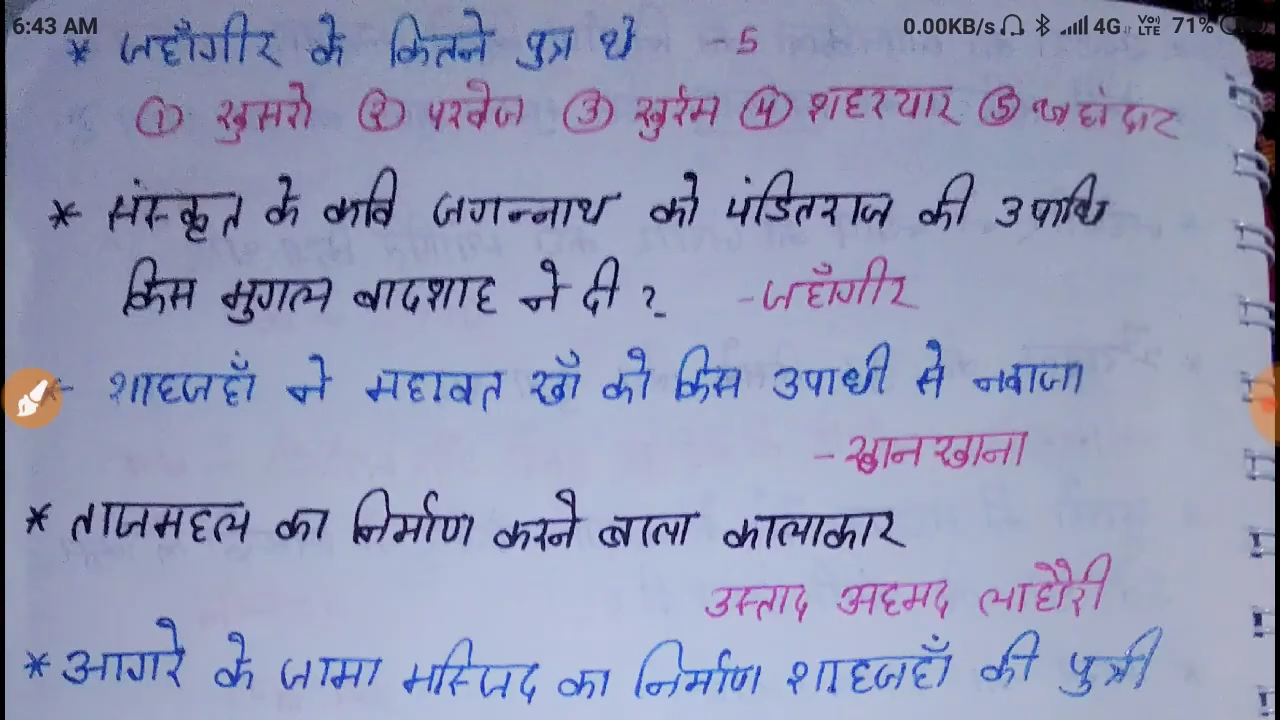 6:43 AM 0.00KB/s 4G VoLTE 71%
* जहाँगीर के कितने पुत्र थे - 5
① खुसरो ② परवेज ③ खुर्रम ④ शहरयार ⑤ जहांदार
* संस्कृत के कवि जगन्नाथ को पंडितराज की उपाधि
किस मुगल बादशाह ने दी ? - जहाँगीर
* शाहजहाँ ने महावत खाँ को किस उपाधी से नवाजा
- खानखाना
* ताजमहल का निर्माण करने वाला कालाकार
उस्ताद अहमद लाहौरी
* आगरे के जामा मस्जिद का निर्माण शाहजहाँ की पुत्री